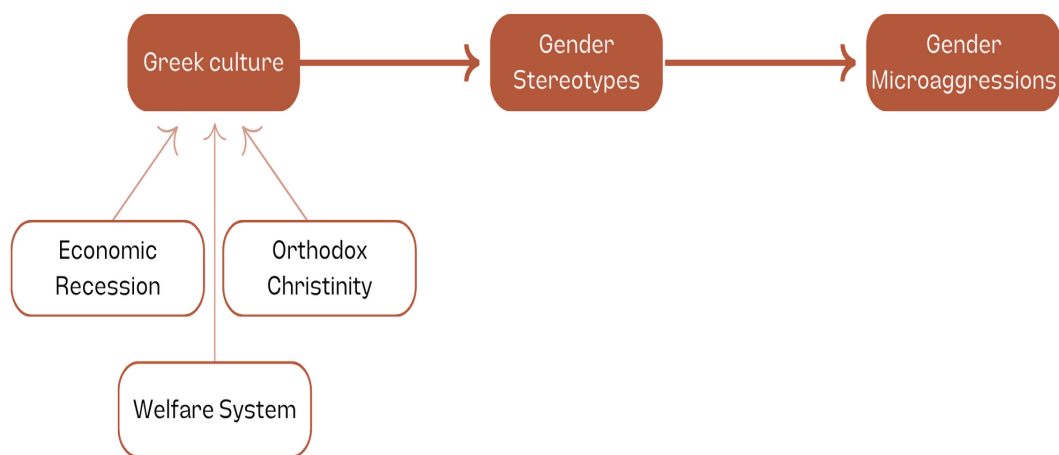 Greek culture
Gender
Stereotypes
Gender
Microaggressions
Economic
Recession
Orthodox
Christinity
Welfare System